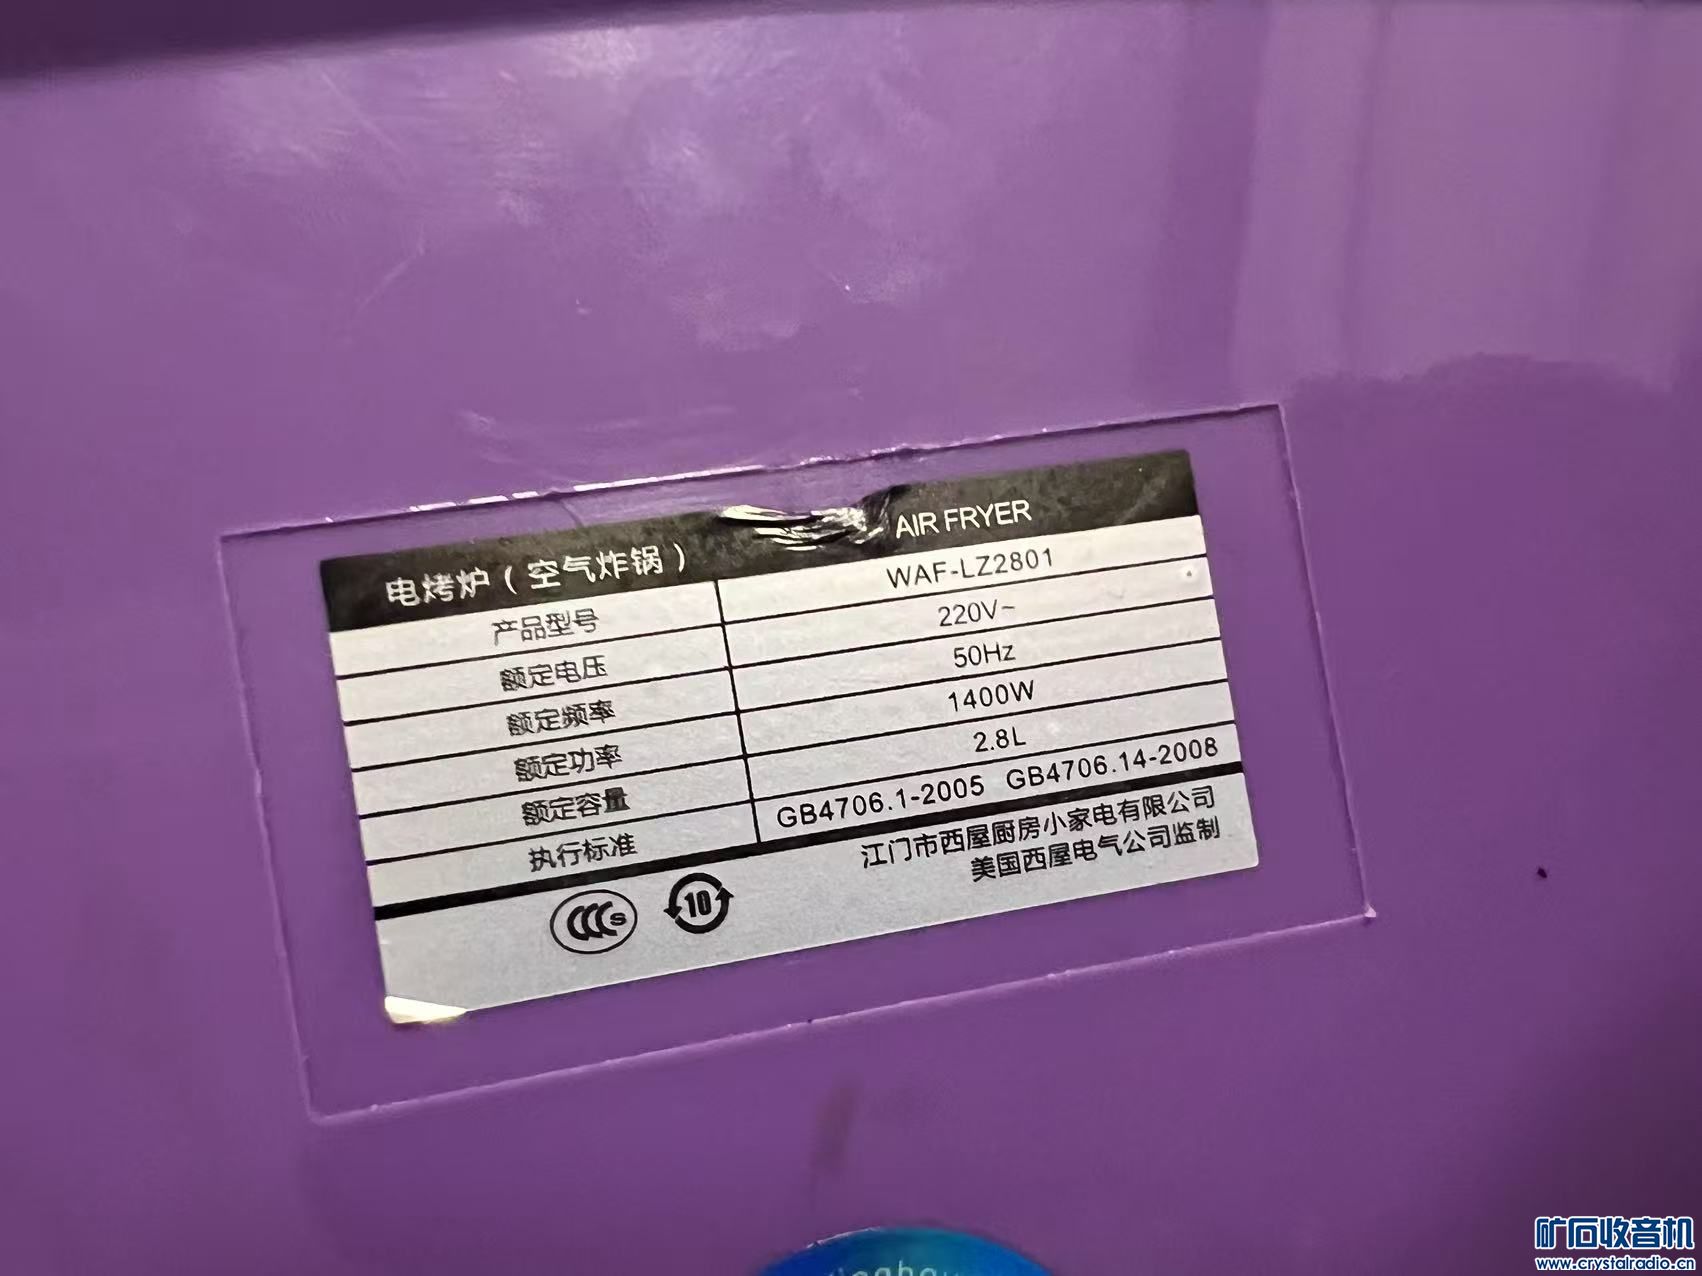 电烤炉（空气炸锅） AIR FRYER
产品型号 WAF-LZ2801
额定电压 220V~
额定频率 50Hz
额定功率 1400W
额定容量 2.8L
执行标准 GB4706.1-2005 GB4706.14-2008
江门市西屋厨房小家电有限公司
美国西屋电气公司监制
CCCS 10
矿石收音机
www.crystalradio.cn